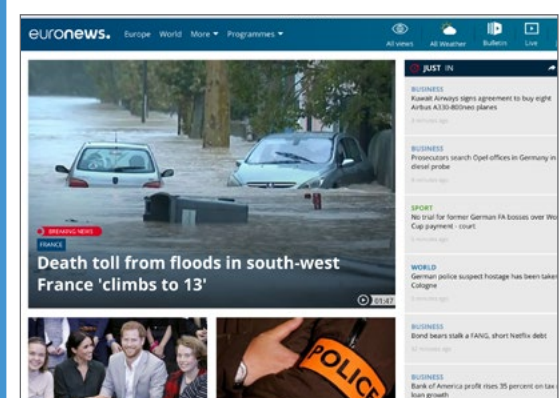 euronews.
Europe World More Programmes
All views All Weather Bulletin Live
BREAKING NEWS
FRANCE
Death toll from floods in south-west
France 'climbs to 13'
01:47
POLICE
JUST IN
BUSINESS
Kuwait Airways signs agreement to buy eight
Airbus A330-800neo planes
BUSINESS
Prosecutors search Opel offices in Germany in
diesel probe
SPORT
No trial for former German FA bosses over Wo
Cup payment - court
WORLD
German police suspect hostage has been taken
Cologne
BUSINESS
Bond bears stalk a FANG, short Netflix debt
BUSINESS
Bank of America profit rises 35 percent on tax
loan growth